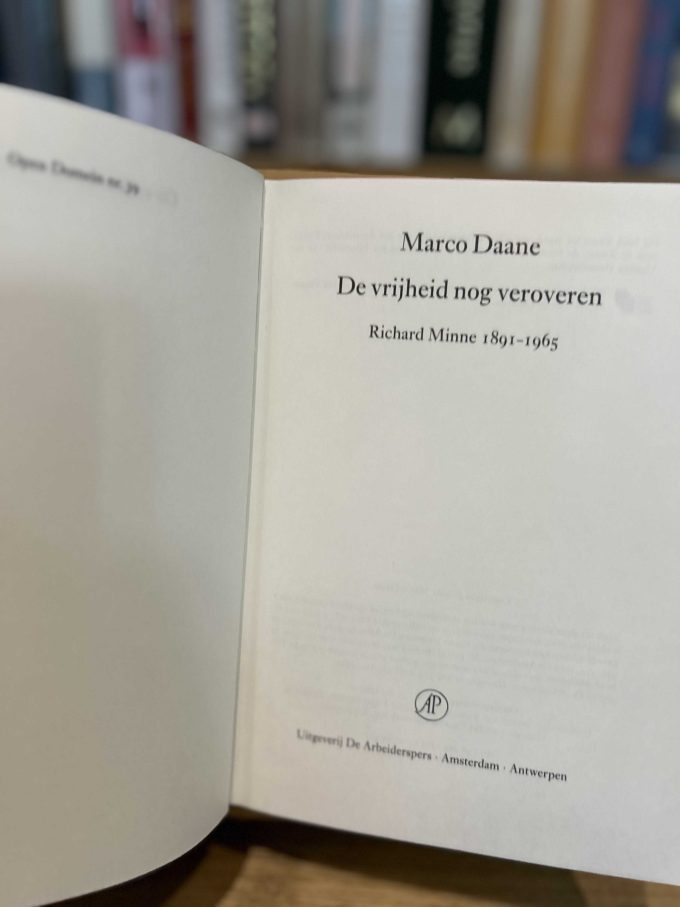 Open Domein nr. 39
Marco Daane
De vrijheid nog veroveren
Richard Minne 1891-1965
AP
Uitgeverij De Arbeiderspers · Amsterdam · Antwerpen